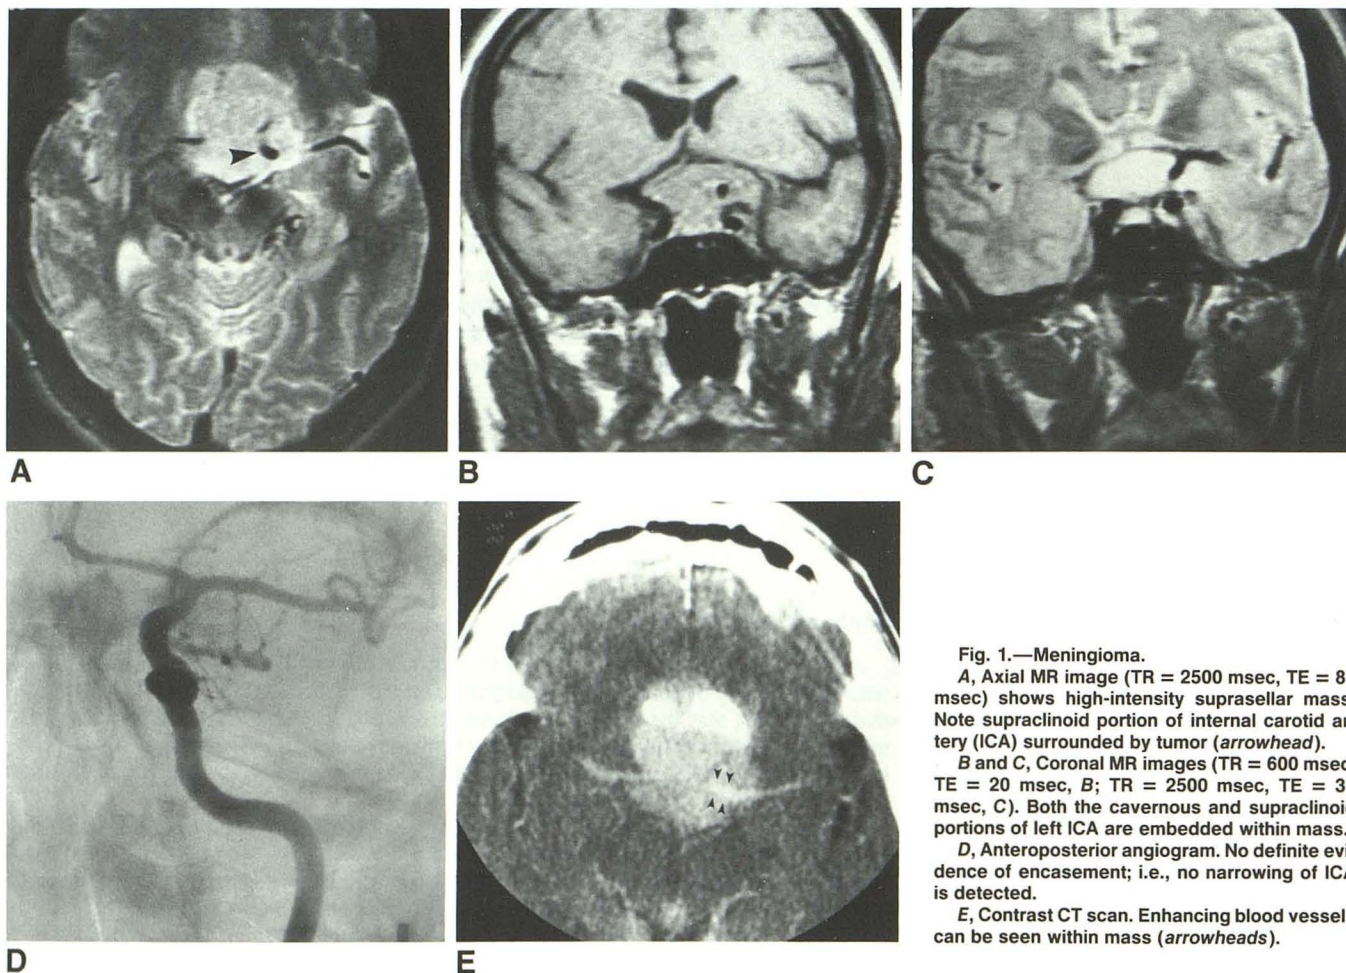 A
B
C
D
E
Fig. 1.—Meningioma.
A, Axial MR image (TR = 2500 msec, TE = 8
msec) shows high-intensity suprasellar mass
Note supraclinoid portion of internal carotid ar-
tery (ICA) surrounded by tumor (arrowhead).
B and C, Coronal MR images (TR = 600 msec
TE = 20 msec, B; TR = 2500 msec, TE = 3
msec, C). Both the cavernous and supraclinoi
portions of left ICA are embedded within mass.
D, Anteroposterior angiogram. No definite evi-
dence of encasement; i.e., no narrowing of ICA
is detected.
E, Contrast CT scan. Enhancing blood vessel
can be seen within mass (arrowheads).